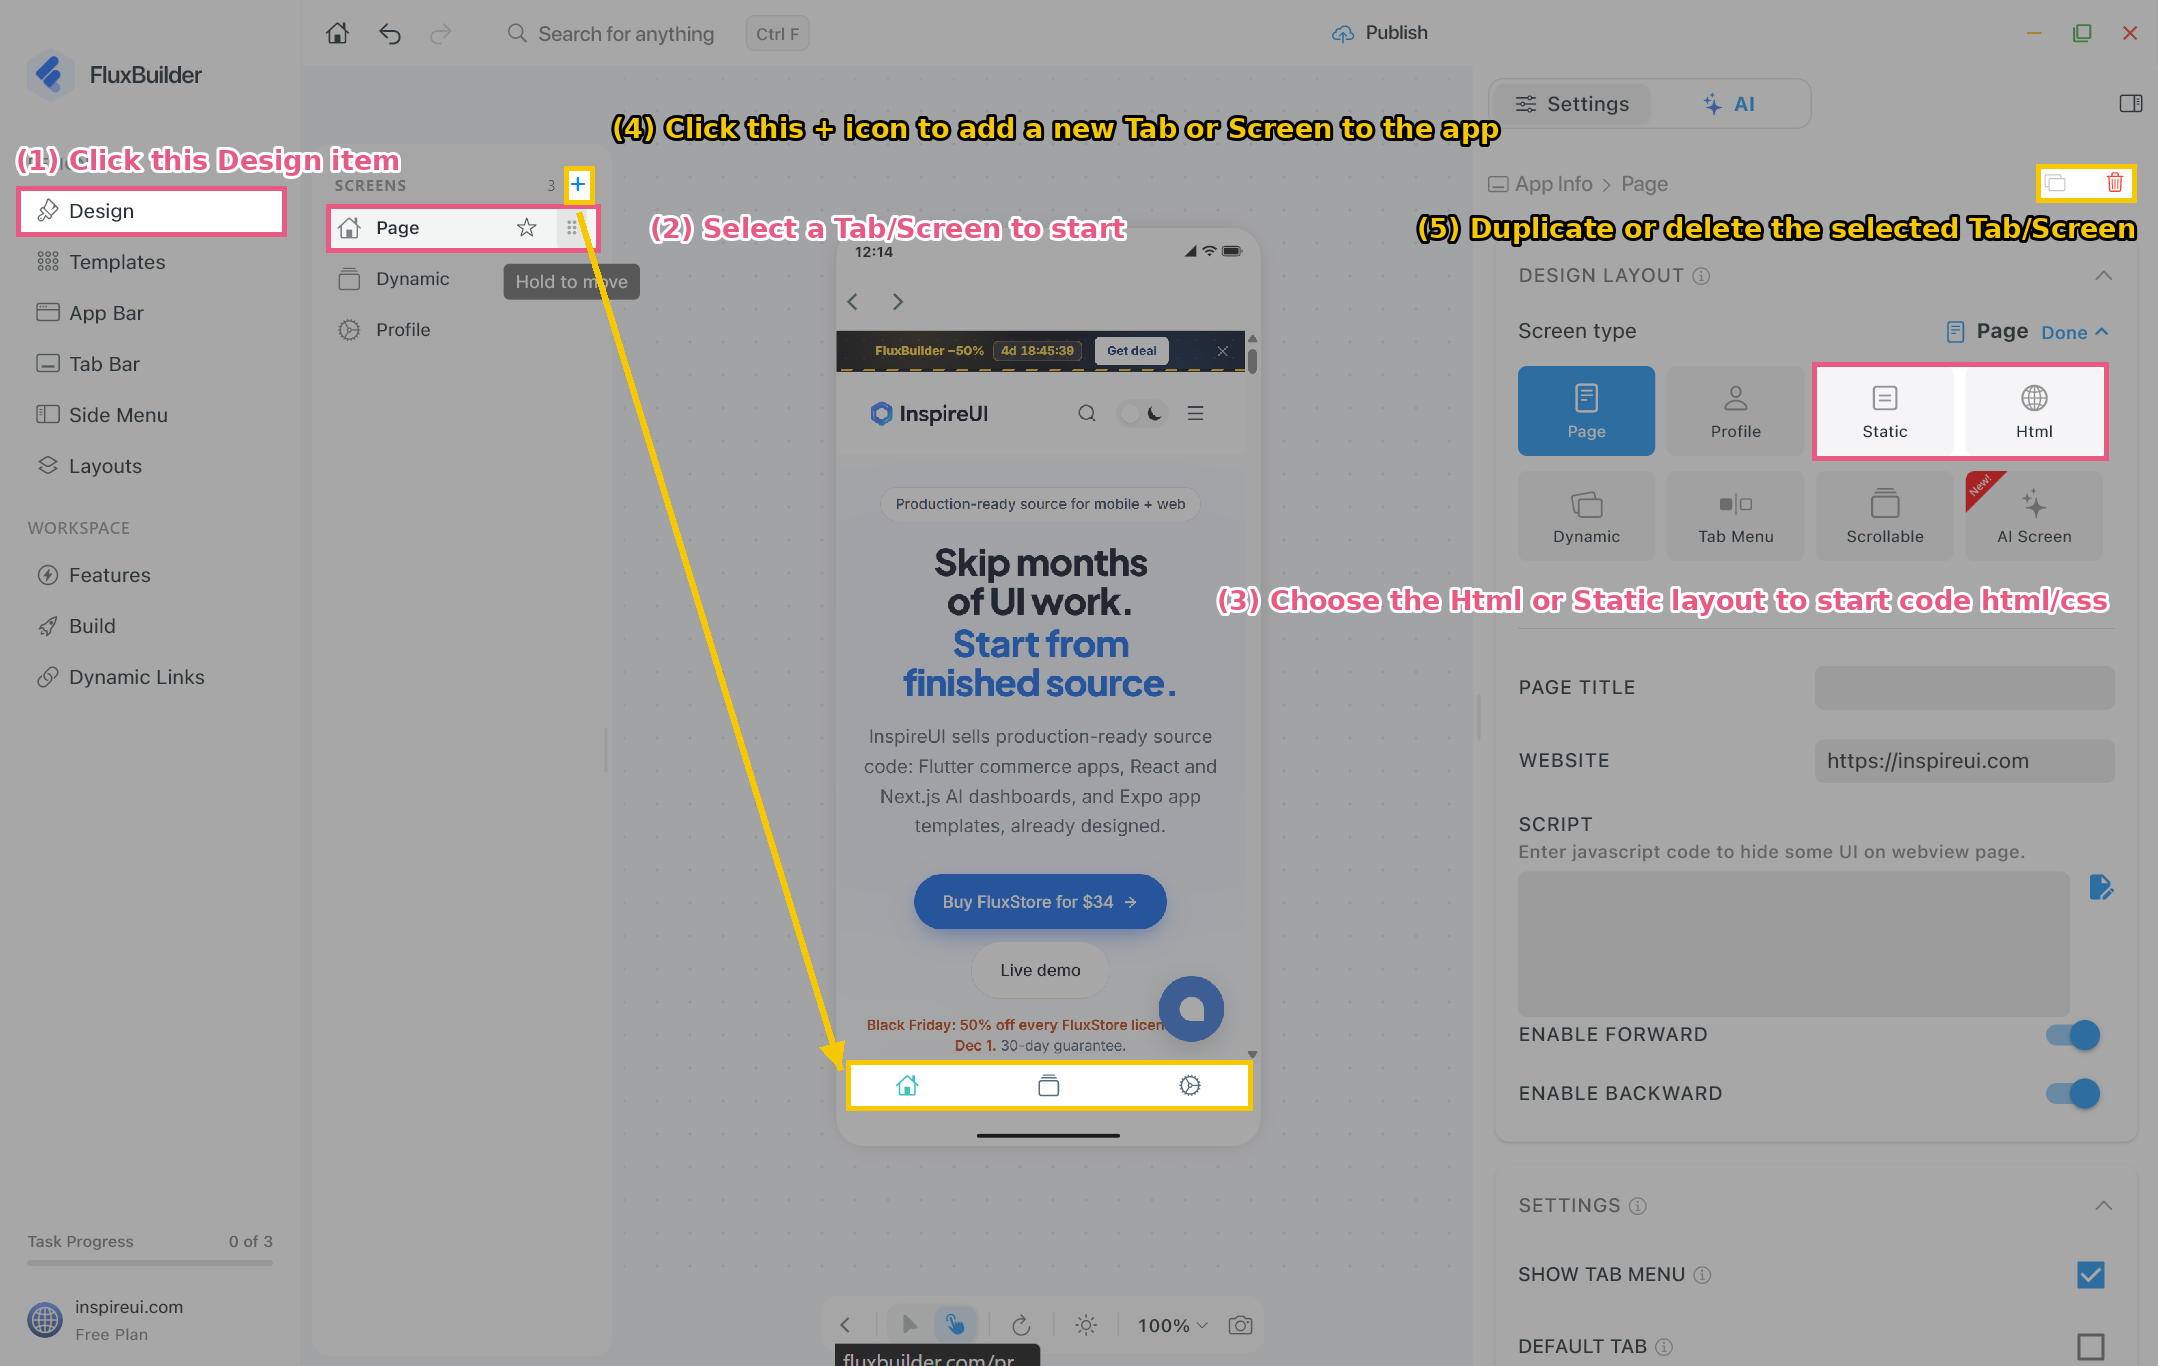 FluxBuilder
Search for anything
Ctrl F
Publish
Settings
AI
(4) Click this + icon to add a new Tab or Screen to the app
(1) Click this Design item
Design
Templates
App Bar
Tab Bar
Side Menu
Layouts
WORKSPACE
Features
Build
Dynamic Links
Task Progress
0 of 3
inspireui.com
Free Plan
SCREENS
3
+
Page
Dynamic
Hold to move
Profile
(2) Select a Tab/Screen to start
12:14
FluxBuilder –50%
4d 18:45:39
Get deal
InspireUI
Production-ready source for mobile + web
Skip months
of UI work.
Start from
finished source.
InspireUI sells production-ready source
code: Flutter commerce apps, React and
Next.js AI dashboards, and Expo app
templates, already designed.
Buy FluxStore for $34 →
Live demo
Black Friday: 50% off every FluxStore
Dec 1. 30-day guarantee.
100%
App Info > Page
(5) Duplicate or delete the selected Tab/Screen
DESIGN LAYOUT
Screen type
Page
Done
Page
Profile
Static
Html
Dynamic
Tab Menu
Scrollable
New!
AI Screen
(3) Choose the Html or Static layout to start code html/css
PAGE TITLE
WEBSITE
https://inspireui.com
SCRIPT
Enter javascript code to hide some UI on webview page.
ENABLE FORWARD
ENABLE BACKWARD
SETTINGS
SHOW TAB MENU
DEFAULT TAB